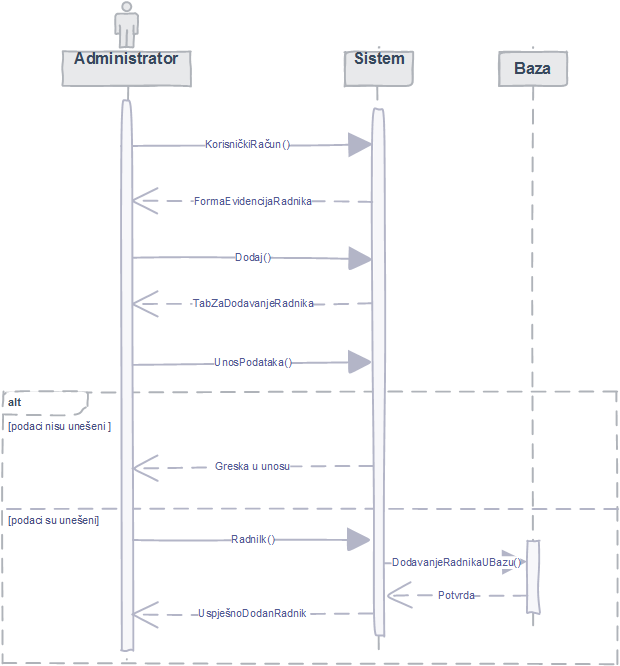 Administrator
Sistem
Baza
KorisničkiRačun()
FormaEvidencijaRadnika
Dodaj()
TabZaDodavanjeRadnika
UnosPodataka()
alt
[podaci nisu unešeni ]
Greska u unosu
[podaci su unešeni]
Radnilk()
DodavanjeRadnikaUBazu()
Potvrda
UspješnoDodanRadnik